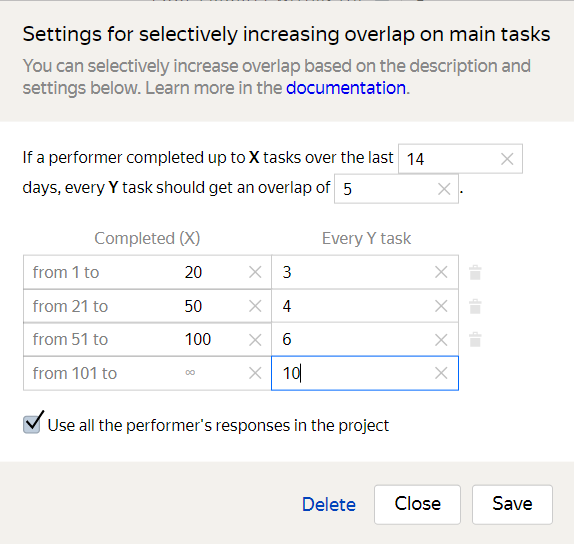 Settings for selectively increasing overlap on main tasks
You can selectively increase overlap based on the description and
settings below. Learn more in the documentation.
If a performer completed up to X tasks over the last 14
days, every Y task should get an overlap of 5 .
Completed (X) Every Y task
from 1 to 20 3
from 21 to 50 4
from 51 to 100 6
from 101 to ∞ 10
Use all the performer's responses in the project
Delete Close Save